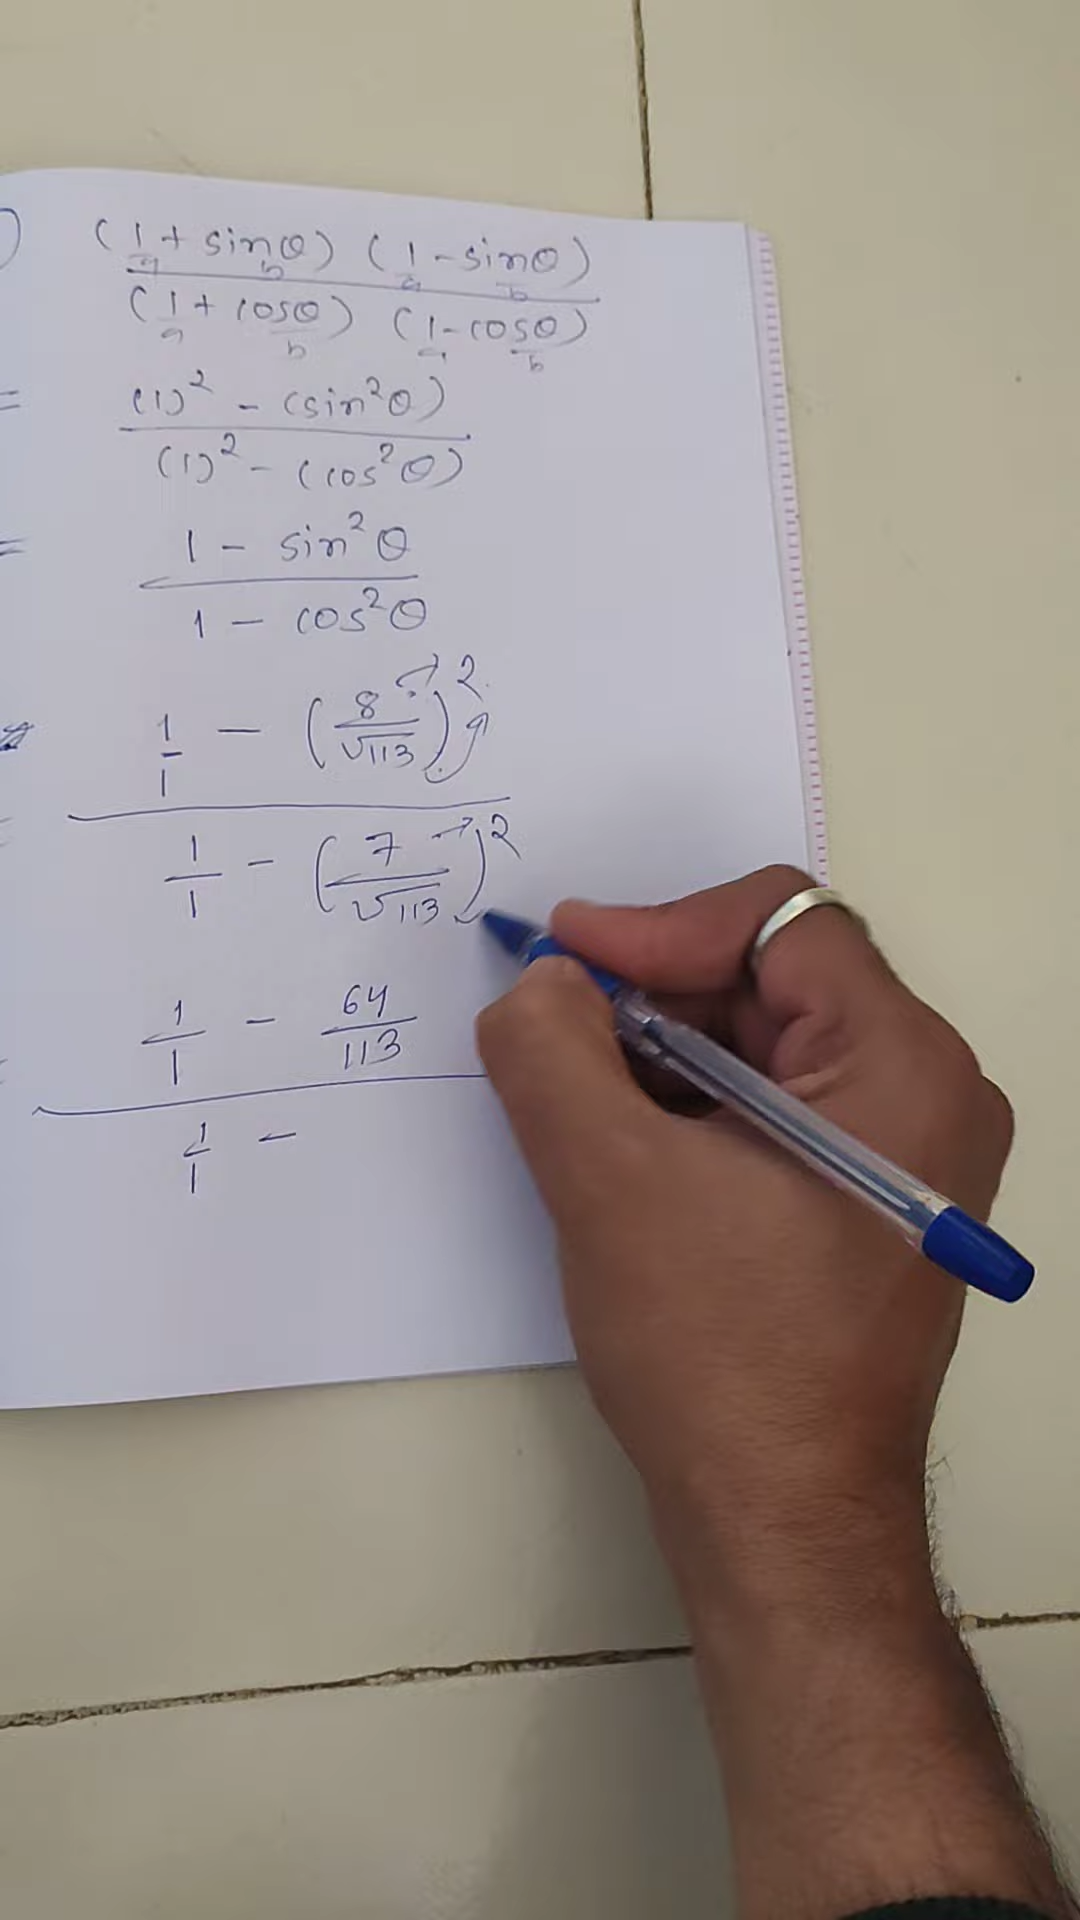 ) (1 + sinθ) (1 - sinθ)
a b a b
(1 + cosθ) (1 - cosθ)
a b a b
= (1)² - (sin²θ)
(1)² - (cos²θ)
= 1 - sin²θ
1 - cos²θ
1/1 - (8/√113)²
1/1 - (7/√113)²
1/1 - 64/113
1/1 -